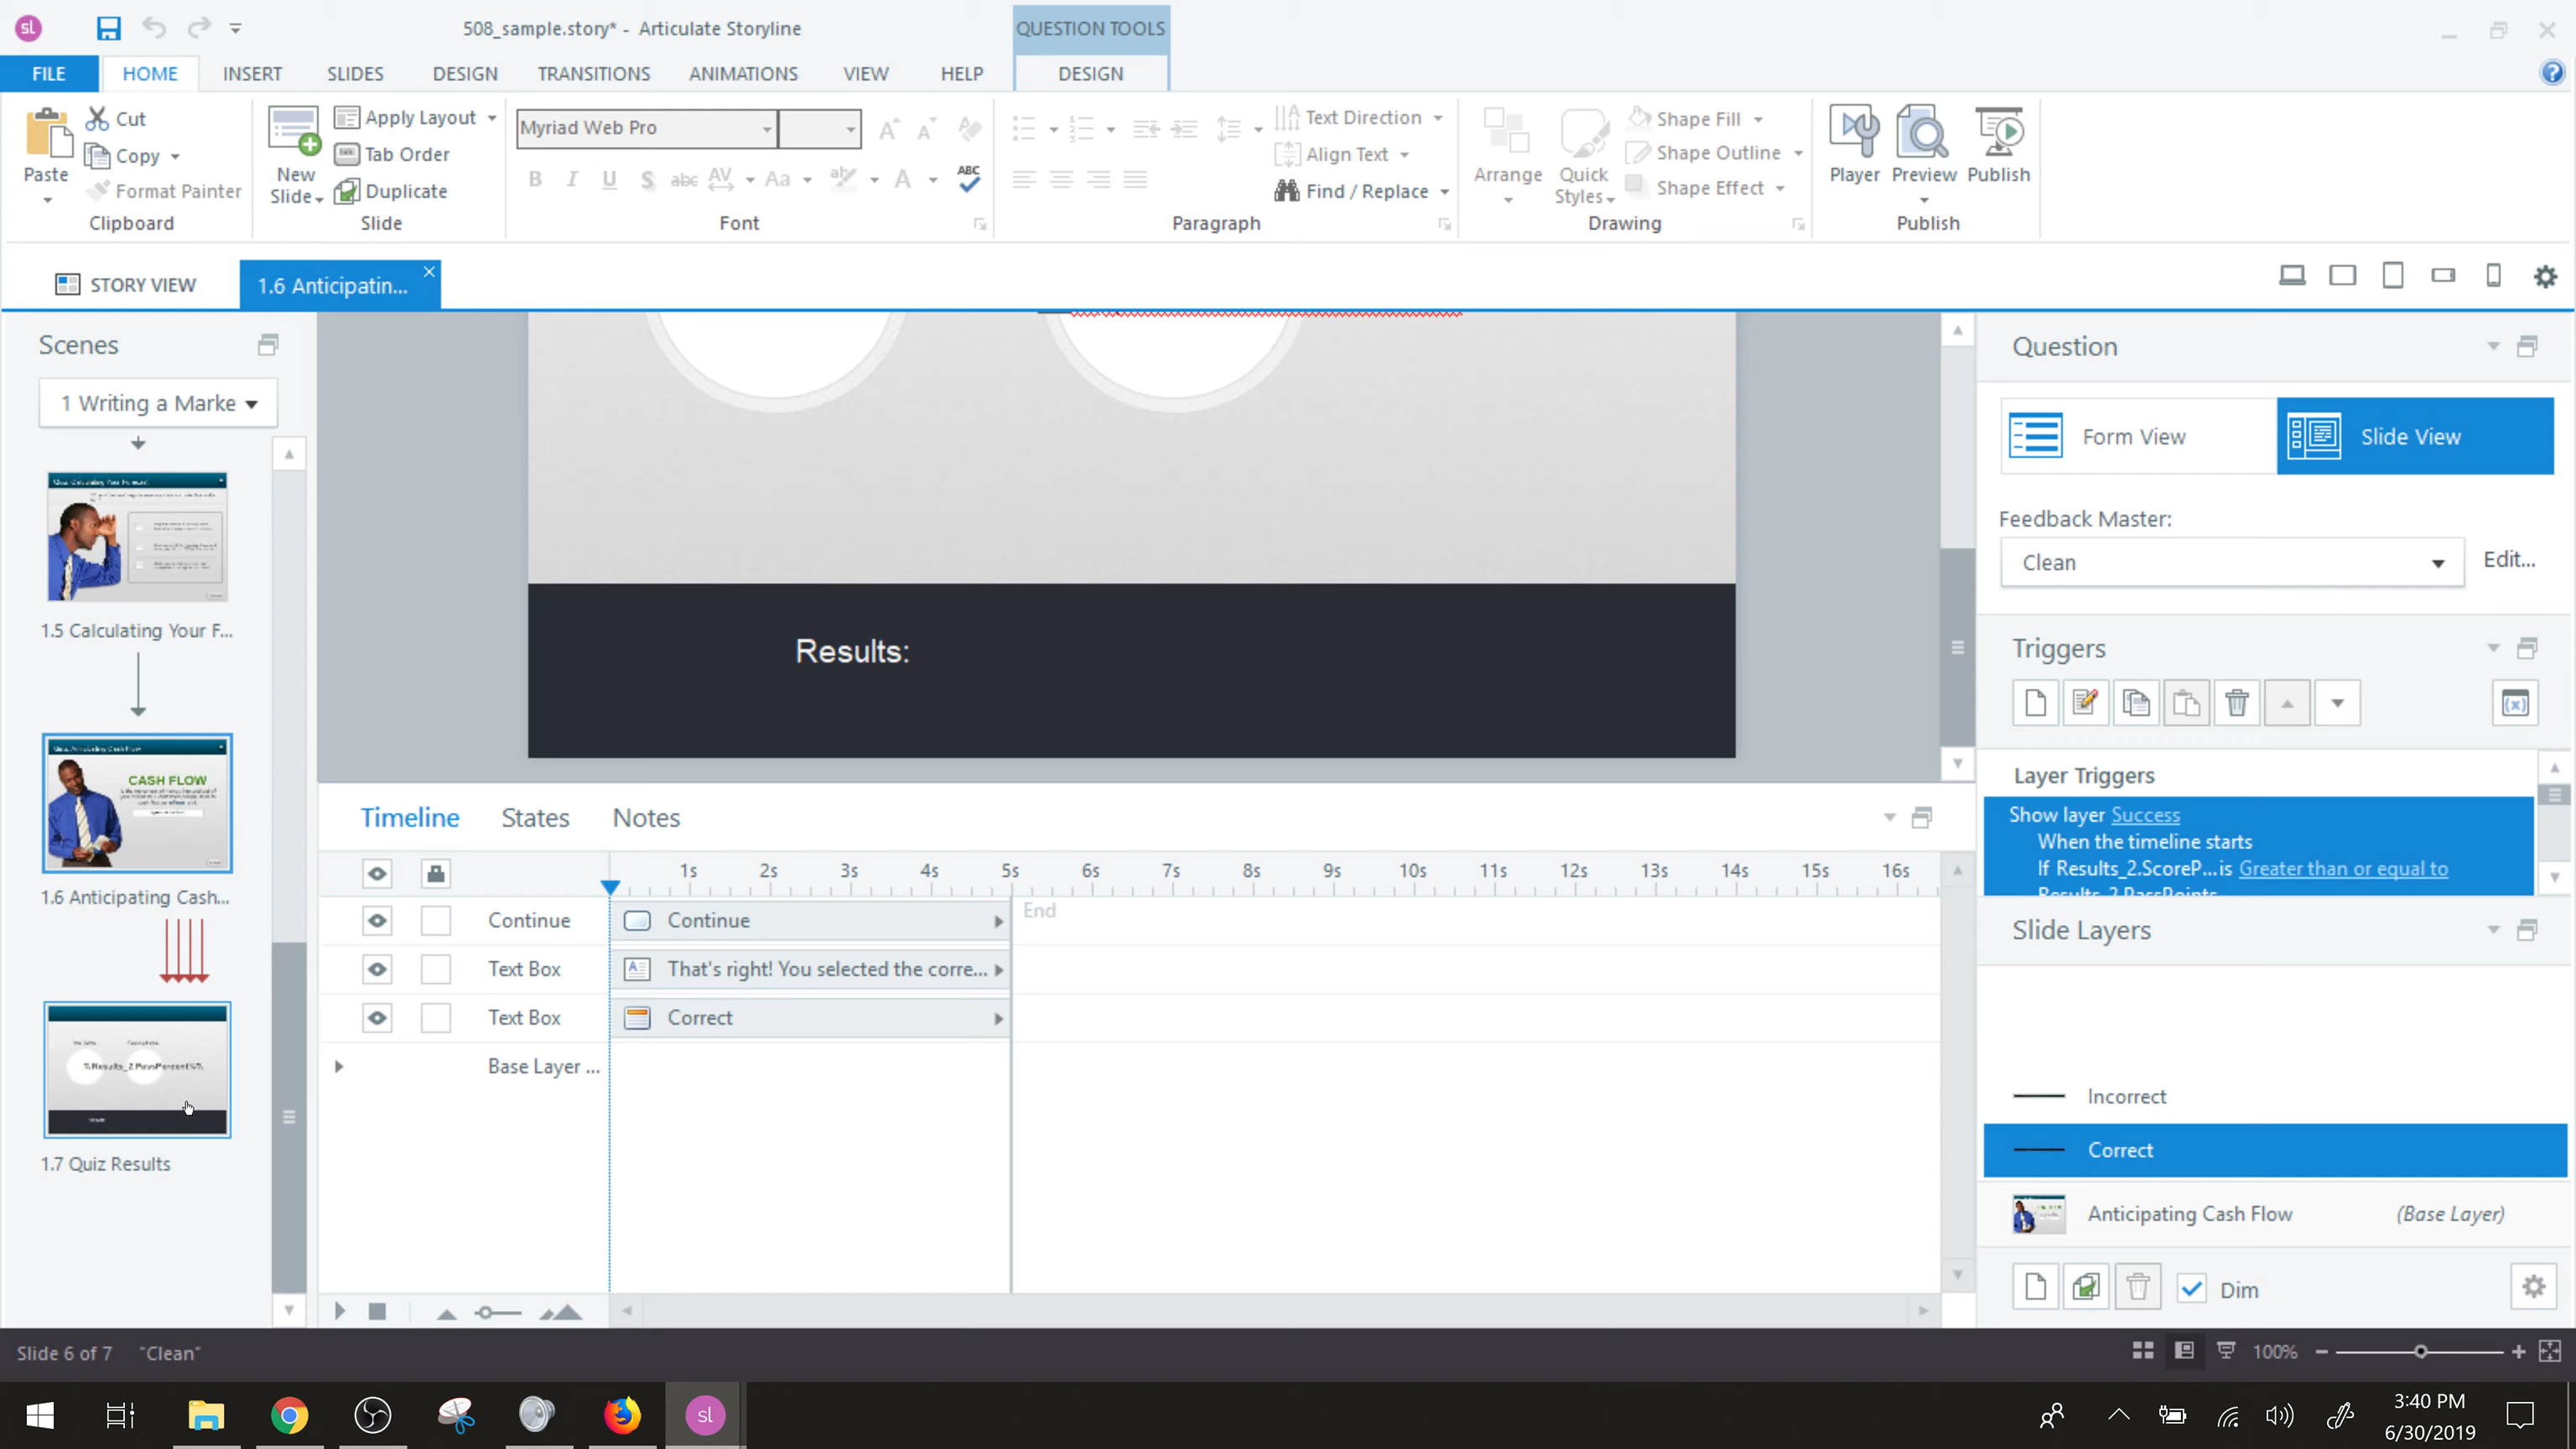 sl
508_sample.story* - Articulate Storyline
QUESTION TOOLS
FILE
HOME
INSERT
SLIDES
DESIGN
TRANSITIONS
ANIMATIONS
VIEW
HELP
DESIGN
Paste
Cut
Copy
Format Painter
Clipboard
New Slide
Apply Layout
Tab Order
Duplicate
Slide
Myriad Web Pro
Font
Text Direction
Align Text
Find / Replace
Paragraph
Arrange
Quick Styles
Shape Fill
Shape Outline
Shape Effect
Drawing
Player
Preview
Publish
Publish
STORY VIEW
1.6 Anticipatin...
Scenes
1 Writing a Marke
1.5 Calculating Your F...
CASH FLOW
1.6 Anticipating Cash...
%Results_2.PassPercent%%
1.7 Quiz Results
Results:
Timeline
States
Notes
1s 2s 3s 4s 5s 6s 7s 8s 9s 10s 11s 12s 13s 14s 15s 16s
Continue
Continue
End
Text Box
That's right! You selected the corre...
Text Box
Correct
Base Layer ...
Question
Form View
Slide View
Feedback Master:
Clean
Edit...
Triggers
Layer Triggers
Show layer Success
When the timeline starts
If Results_2.ScoreP...is Greater than or equal to
Results_2.PassPoints
Slide Layers
Incorrect
Correct
Anticipating Cash Flow
(Base Layer)
Dim
Slide 6 of 7
"Clean"
100%
sl
3:40 PM
6/30/2019